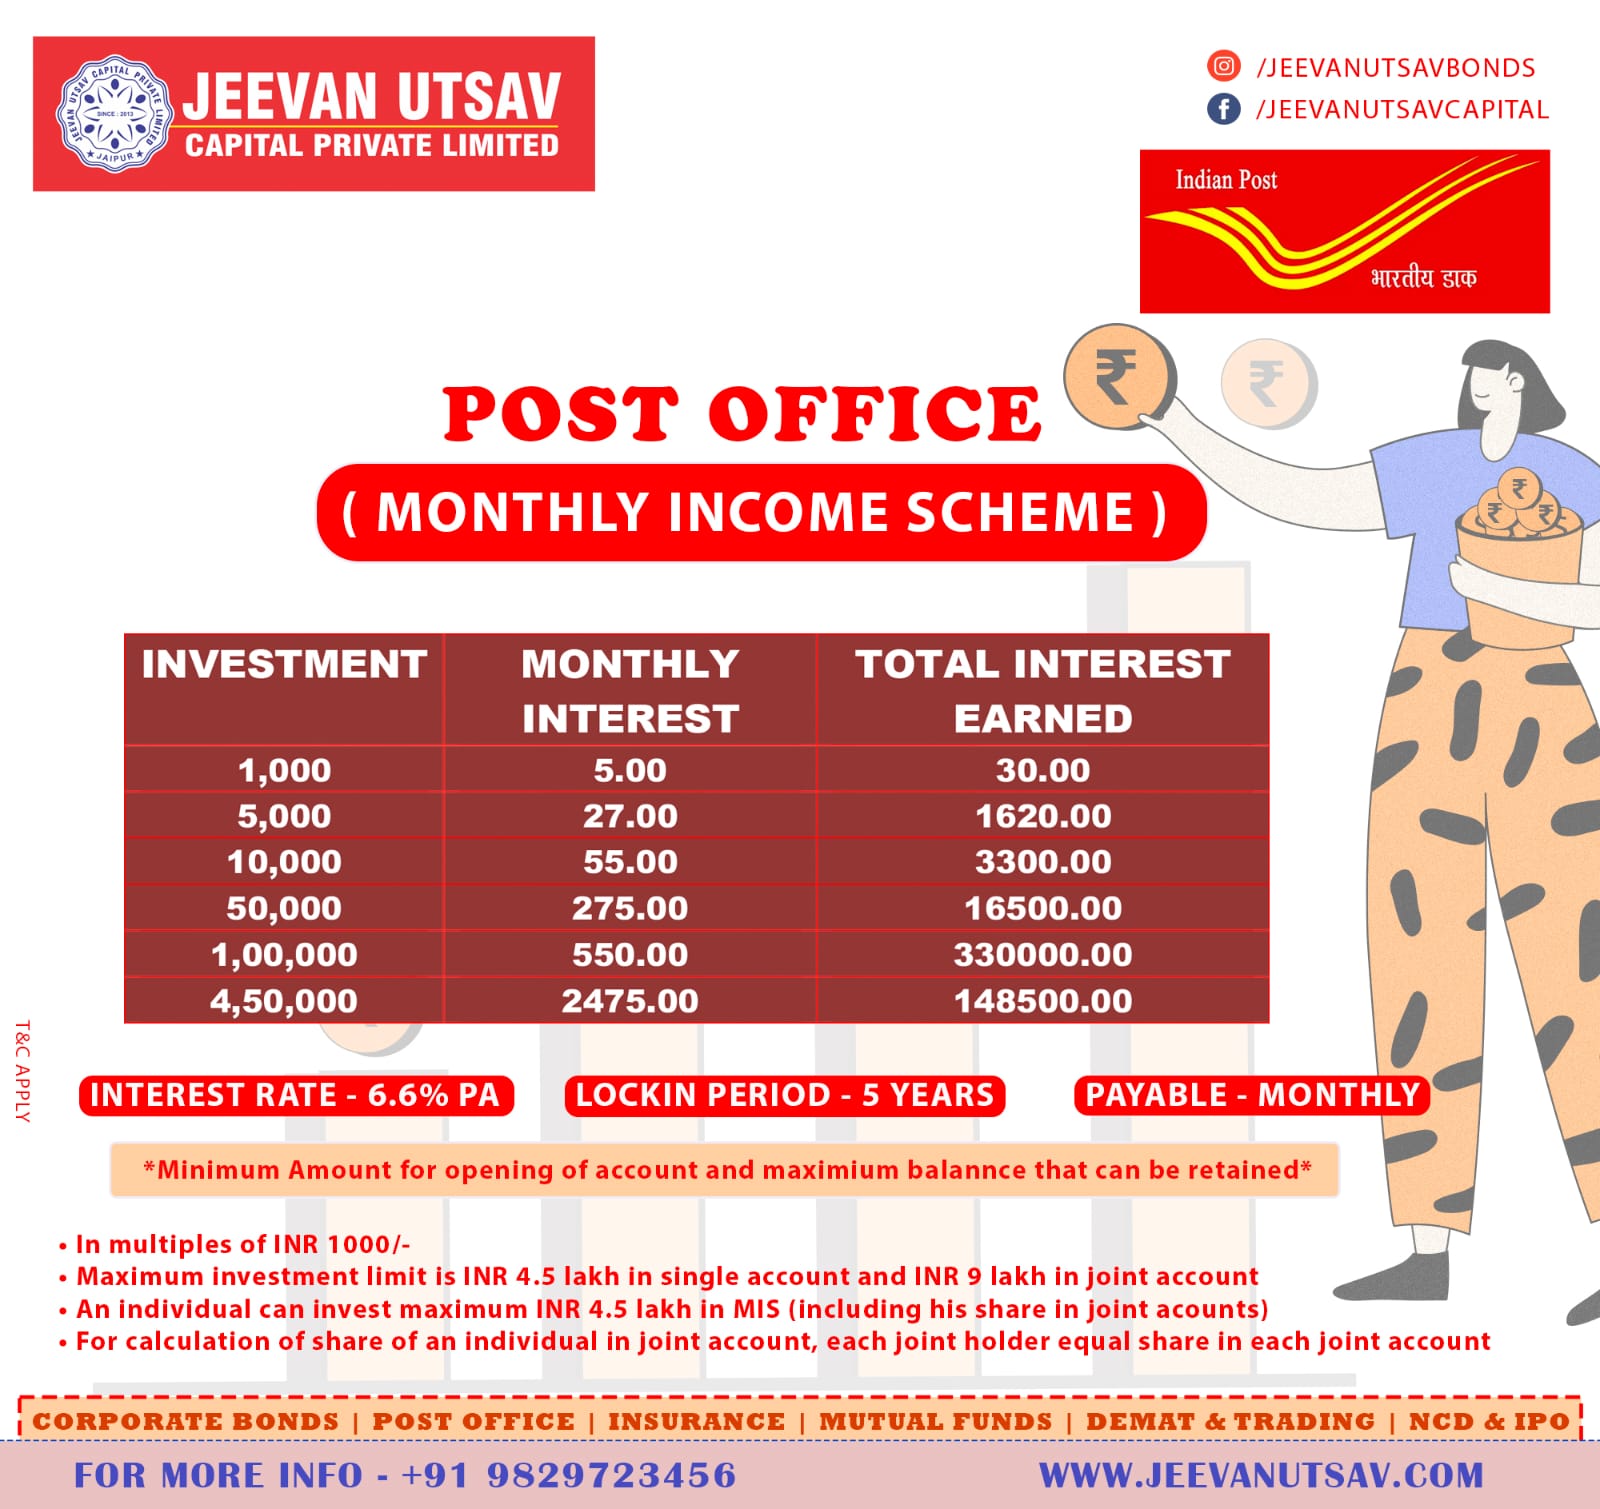 JEEVAN UTSAV CAPITAL PRIVATE LIMITED
SINCE : 2013
★ JAIPUR ★
JEEVAN UTSAV
CAPITAL PRIVATE LIMITED
/JEEVANUTSAVBONDS
/JEEVANUTSAVCAPITAL
Indian Post
भारतीय डाक
POST OFFICE
( MONTHLY INCOME SCHEME )
INVESTMENT MONTHLY INTEREST TOTAL INTEREST EARNED
1,000 5.00 30.00
5,000 27.00 1620.00
10,000 55.00 3300.00
50,000 275.00 16500.00
1,00,000 550.00 330000.00
4,50,000 2475.00 148500.00
T&C APPLY
INTEREST RATE - 6.6% PA LOCKIN PERIOD - 5 YEARS PAYABLE - MONTHLY
*Minimum Amount for opening of account and maximium balannce that can be retained*
• In multiples of INR 1000/-
• Maximum investment limit is INR 4.5 lakh in single account and INR 9 lakh in joint account
• An individual can invest maximum INR 4.5 lakh in MIS (including his share in joint acounts)
• For calculation of share of an individual in joint account, each joint holder equal share in each joint account
CORPORATE BONDS | POST OFFICE | INSURANCE | MUTUAL FUNDS | DEMAT & TRADING | NCD & IPO
FOR MORE INFO - +91 9829723456 WWW.JEEVANUTSAV.COM